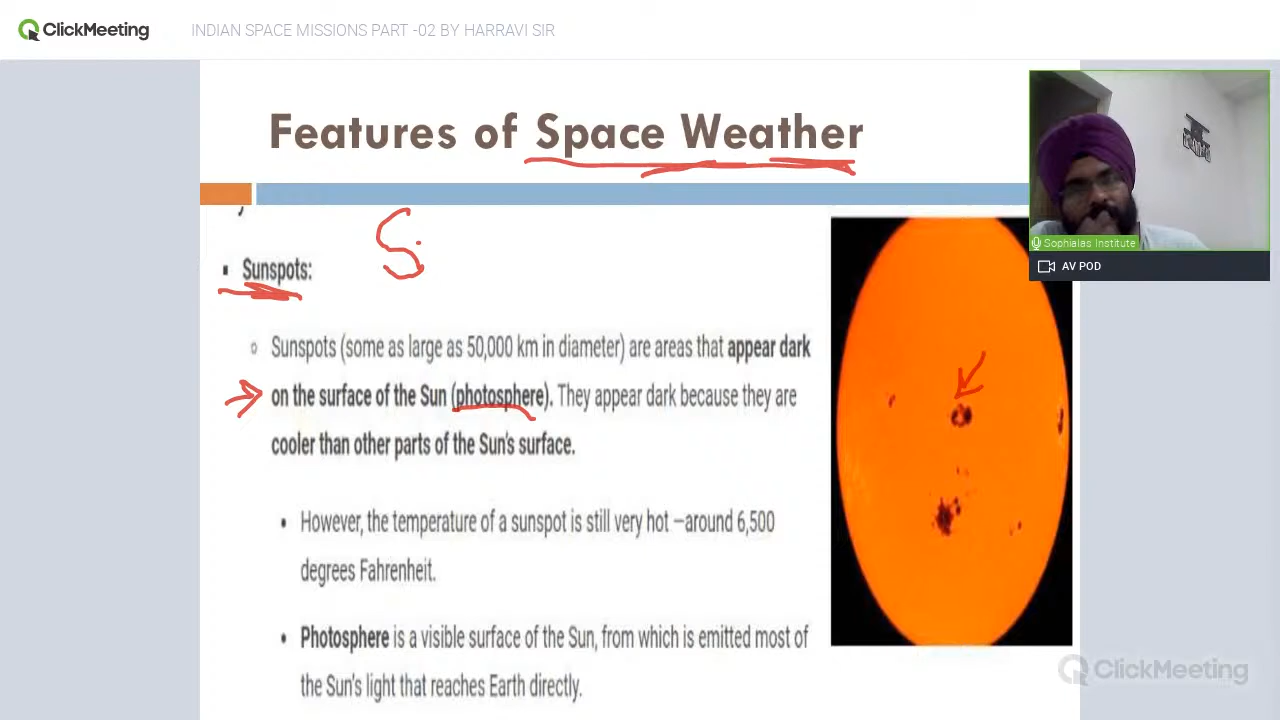 ClickMeeting
INDIAN SPACE MISSIONS PART -02 BY HARRAVI SIR
Features of Space Weather
S
▪ Sunspots:
Sophialas Institute
AV POD
○ Sunspots (some as large as 50,000 km in diameter) are areas that appear dark
on the surface of the Sun (photosphere). They appear dark because they are
cooler than other parts of the Sun's surface.
▪ However, the temperature of a sunspot is still very hot —around 6,500
degrees Fahrenheit.
▪ Photosphere is a visible surface of the Sun, from which is emitted most of
the Sun's light that reaches Earth directly.
ClickMeeting